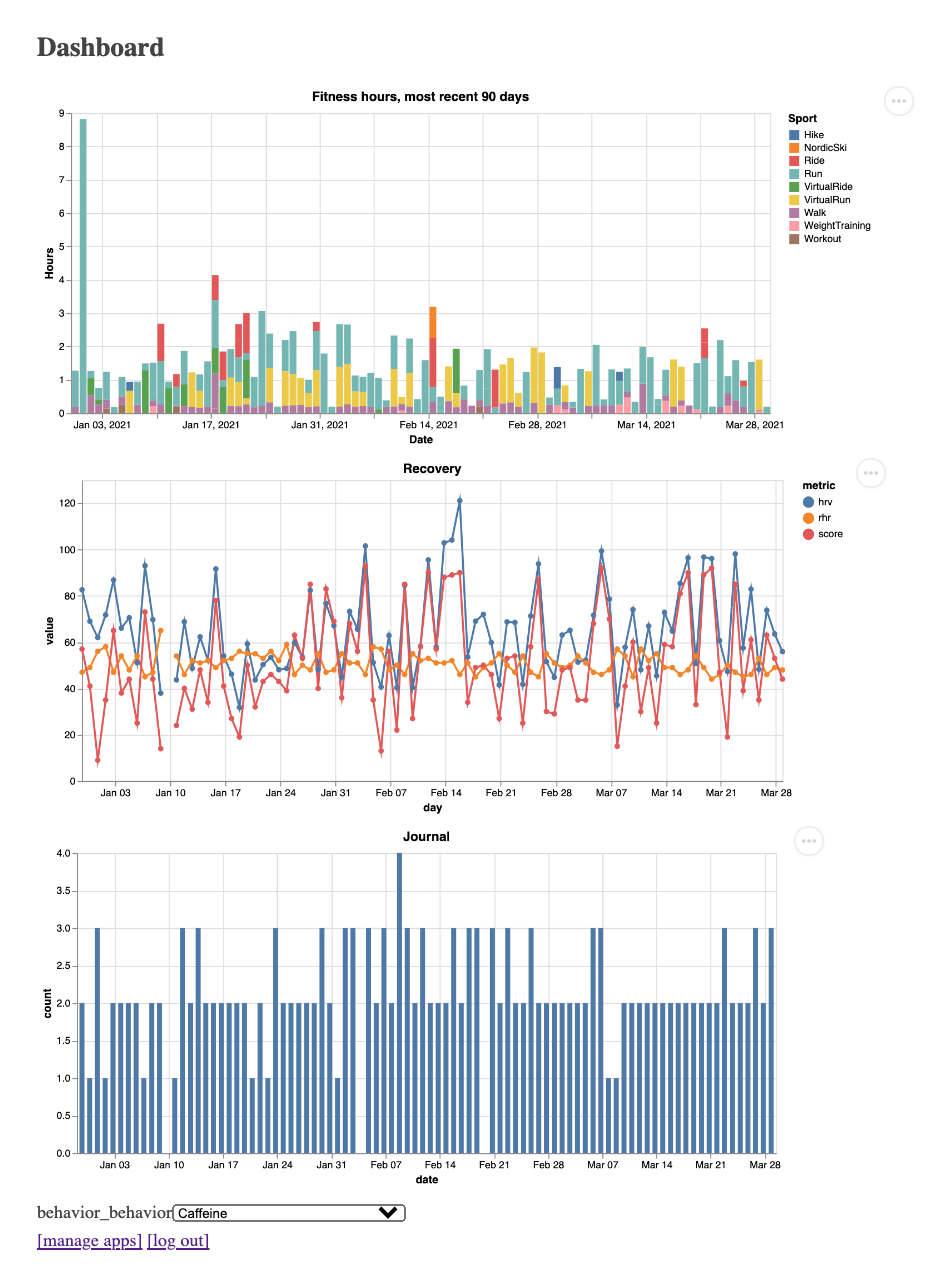 Dashboard
Fitness hours, most recent 90 days
9
8
7
6
5
4
3
2
1
0
Hours
Jan 03, 2021 Jan 17, 2021 Jan 31, 2021 Feb 14, 2021 Feb 28, 2021 Mar 14, 2021 Mar 28, 2021
Date
Sport
Hike
NordicSki
Ride
Run
VirtualRide
VirtualRun
Walk
WeightTraining
Workout
Recovery
120
100
80
60
40
20
0
value
Jan 03 Jan 10 Jan 17 Jan 24 Jan 31 Feb 07 Feb 14 Feb 21 Feb 28 Mar 07 Mar 14 Mar 21 Mar 28
day
metric
hrv
rhr
score
Journal
4.0
3.5
3.0
2.5
2.0
1.5
1.0
0.5
0.0
count
Jan 03 Jan 10 Jan 17 Jan 24 Jan 31 Feb 07 Feb 14 Feb 21 Feb 28 Mar 07 Mar 14 Mar 21 Mar 28
date
behavior_behavior Caffeine
[manage apps] [log out]